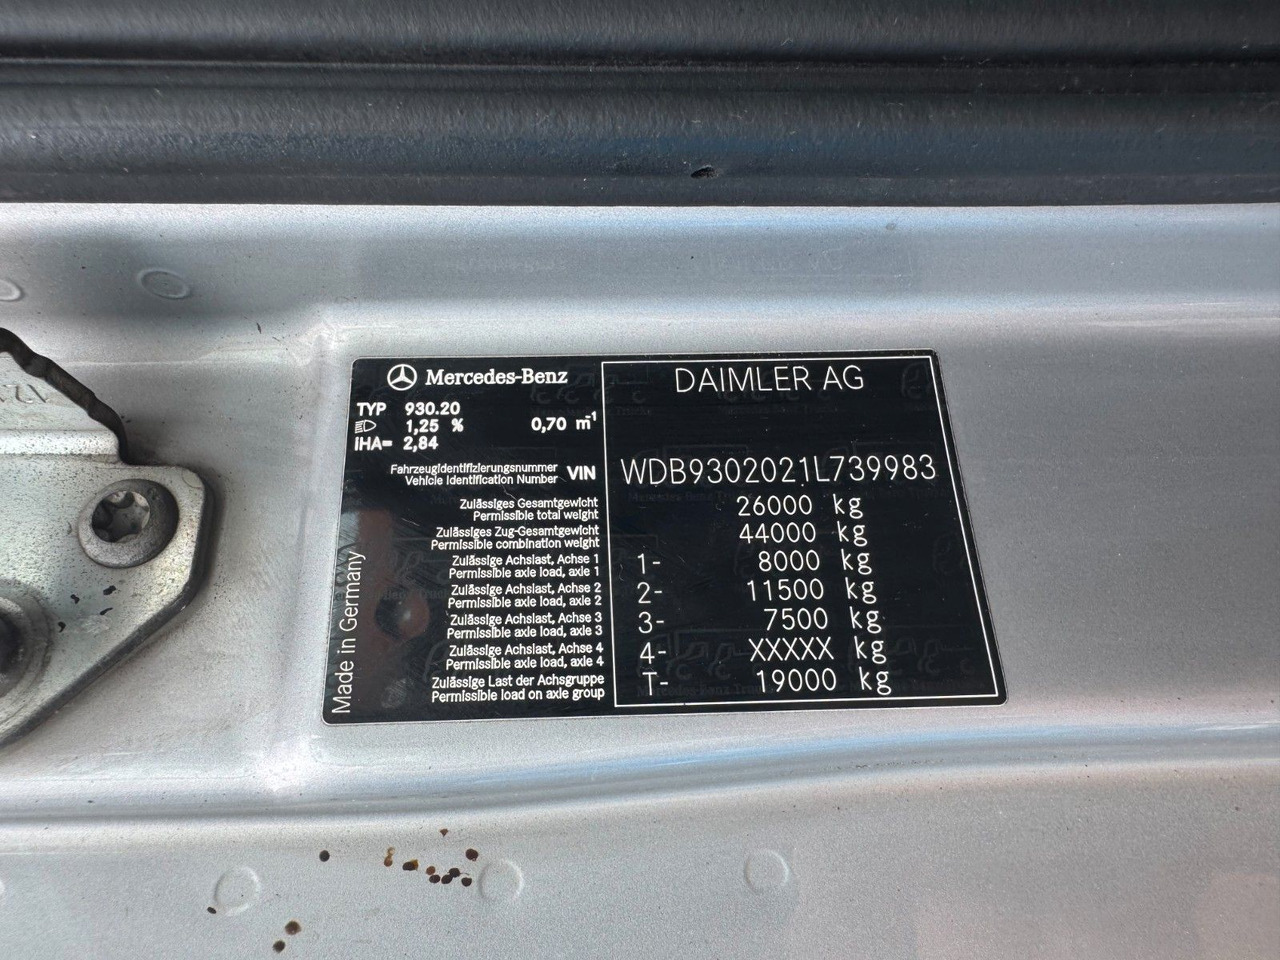 Mercedes-Benz
TYP 930.20
1,25 % 0,70 m⁻¹
IHA= 2,84
DAIMLER AG
Fahrzeugidentifizierungsnummer
Vehicle Identification Number VIN WDB9302021L739983
Zulässiges Gesamtgewicht
Permissible total weight 26000 kg
Zulässiges Zug-Gesamtgewicht
Permissible combination weight 44000 kg
Zulässige Achslast, Achse 1
Permissible axle load, axle 1 1- 8000 kg
Zulässige Achslast, Achse 2
Permissible axle load, axle 2 2- 11500 kg
Zulässige Achslast, Achse 3
Permissible axle load, axle 3 3- 7500 kg
Zulässige Achslast, Achse 4
Permissible axle load, axle 4 4- XXXXX kg
Zulässige Last der Achsgruppe
Permissible load on axle group T- 19000 kg
Made in Germany